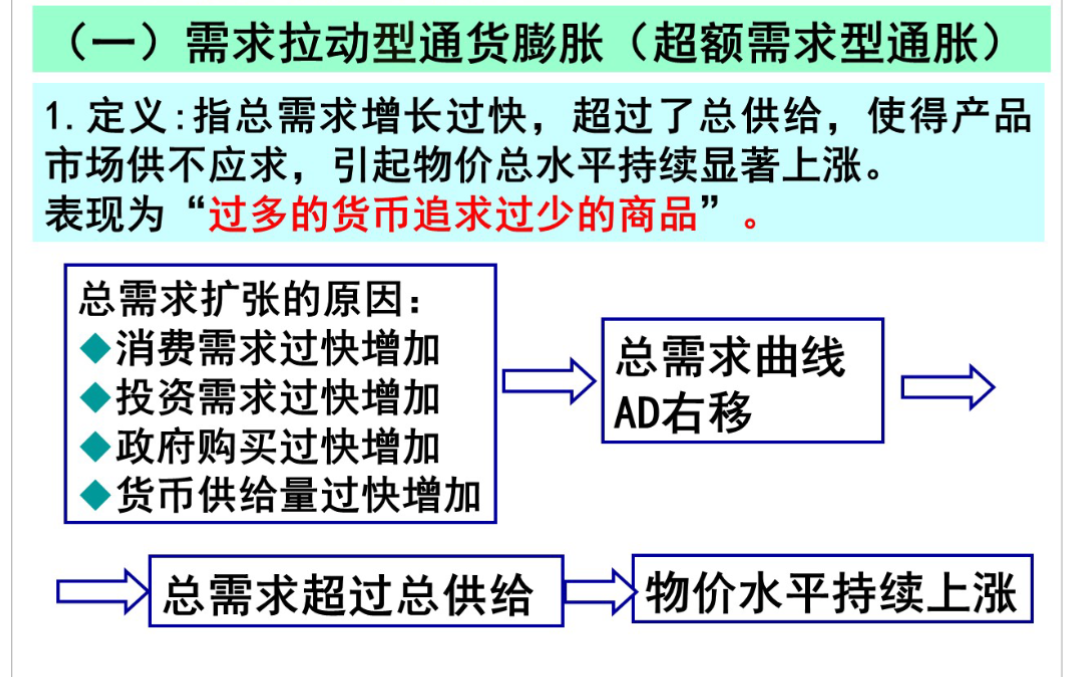 （一）需求拉动型通货膨胀（超额需求型通胀）
1.定义:指总需求增长过快，超过了总供给，使得产品
市场供不应求，引起物价总水平持续显著上涨。
表现为“过多的货币追求过少的商品”。
总需求扩张的原因：
◆消费需求过快增加
◆投资需求过快增加
◆政府购买过快增加
◆货币供给量过快增加
总需求曲线
AD右移
总需求超过总供给
物价水平持续上涨